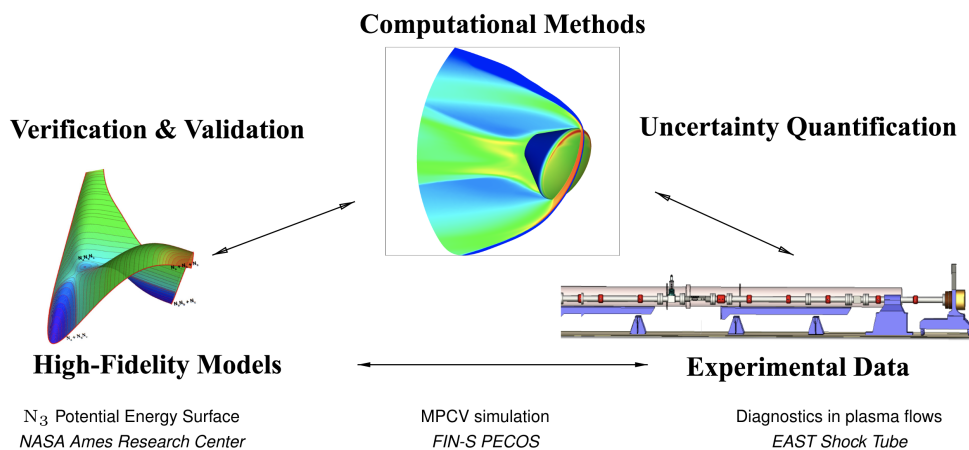 Computational Methods
Verification & Validation
Uncertainty Quantification
High-Fidelity Models
Experimental Data
N₃ Potential Energy Surface
NASA Ames Research Center
MPCV simulation
FIN-S PECOS
Diagnostics in plasma flows
EAST Shock Tube